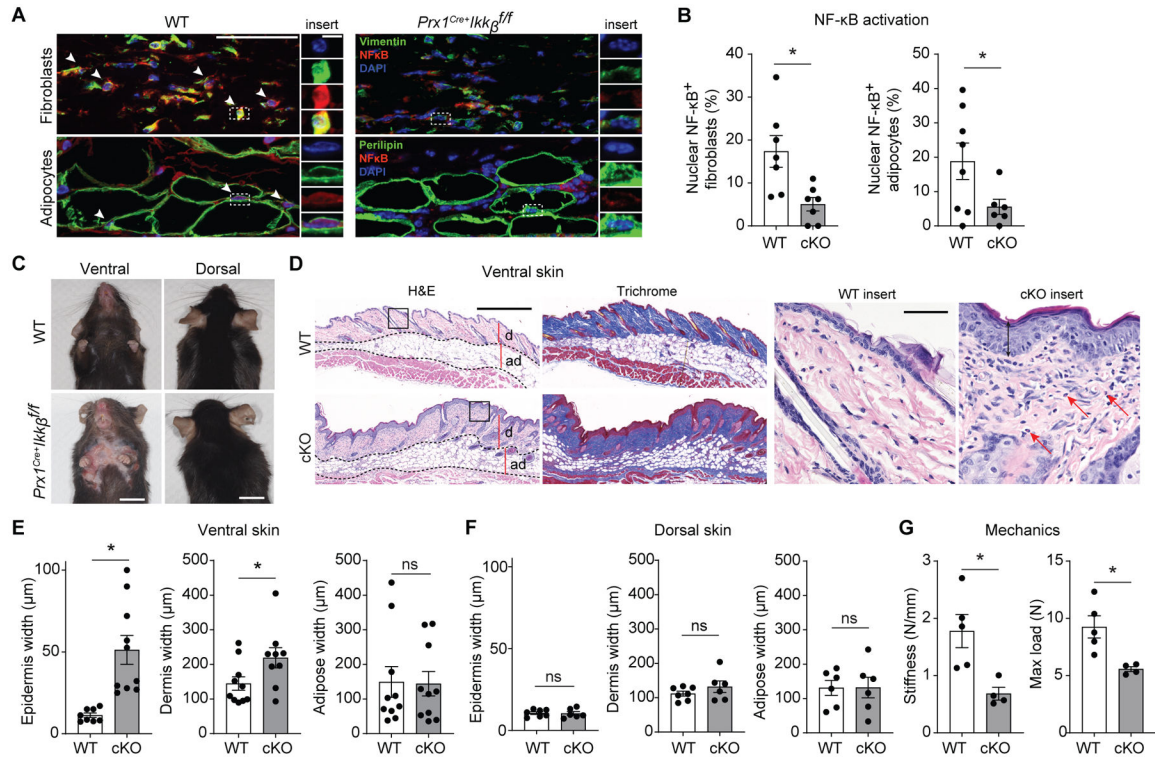 A
WT
Prx1Cre+Ikkβf/f
insert
insert
Fibroblasts
Vimentin
NFκB
DAPI
Adipocytes
Perilipin
NFκB
DAPI
B
NF-κB activation
Nuclear NF-κB+
fibroblasts (%)
40
30
20
10
0
*
WT
cKO
Nuclear NF-κB+
adipocytes (%)
50
40
30
20
10
0
*
WT
cKO
C
Ventral
Dorsal
WT
Prx1Cre+Ikkβf/f
D
Ventral skin
H&E
Trichrome
WT insert
cKO insert
WT
d
ad
cKO
d
ad
E
Ventral skin
Epidermis width (μm)
100
50
0
*
WT
cKO
Dermis width (μm)
500
400
300
200
100
0
*
WT
cKO
Adipose width (μm)
500
400
300
200
100
0
ns
WT
cKO
F
Dorsal skin
Epidermis width (μm)
100
50
0
ns
WT
cKO
Dermis width (μm)
500
400
300
200
100
0
ns
WT
cKO
Adipose width (μm)
500
400
300
200
100
0
ns
WT
cKO
G
Mechanics
Stiffness (N/mm)
3
2
1
0
*
WT
cKO
Max load (N)
15
10
5
0
*
WT
cKO